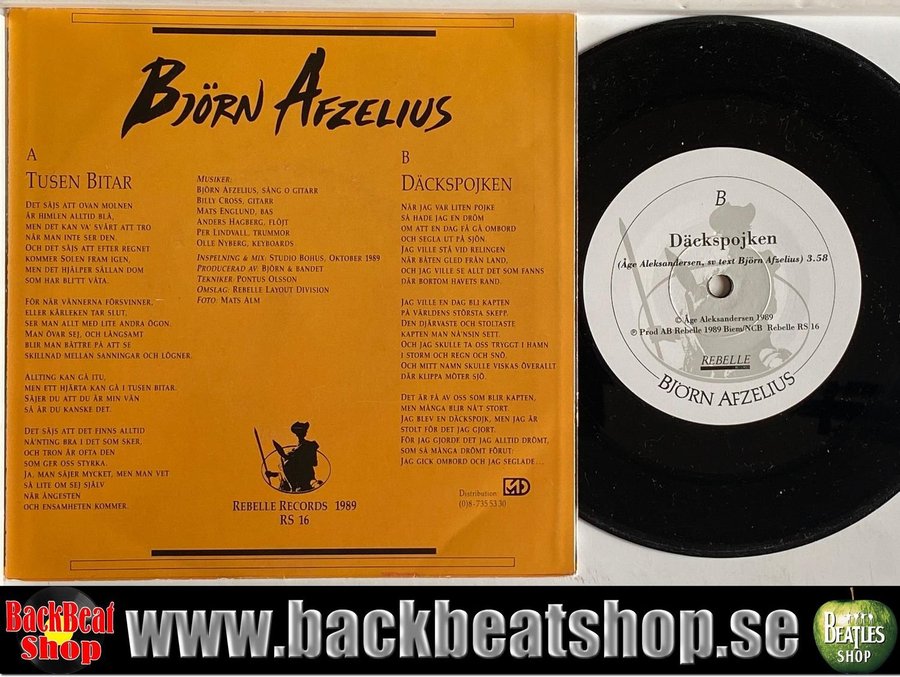 BJÖRN AFZELIUS
A
TUSEN BITAR
DET SÄJS ATT OVAN MOLNEN
ÄR HIMLEN ALLTID BLÅ,
MEN DET KAN VA' SVÅRT ATT TRO
NÄR MAN INTE SER DEN.
OCH DET SÄJS ATT EFTER REGNET
KOMMER SOLEN FRAM IGEN,
MEN DET HJÄLPER SÄLLAN DOM
SOM HAR BLI'TT VÅTA.
FÖR NÄR VÄNNERNA FÖRSVINNER,
ELLER KÄRLEKEN TAR SLUT,
SER MAN ALLT MED LITE ANDRA ÖGON.
MAN ÖVAR SEJ, OCH LÅNGSAMT
BLIR MAN BÄTTRE PÅ ATT SE
SKILLNAD MELLAN SANNINGAR OCH LÖGNER.
ALLTING KAN GÅ ITU,
MEN ETT HJÄRTA KAN GÅ I TUSEN BITAR.
SÄJER DU ATT DU ÄR MIN VÄN
SÅ ÄR DU KANSKE DET.
DET SÄJS ATT DET FINNS ALLTID
NÅ'NTING BRA I DET SOM SKER,
OCH TRON ÄR OFTA DEN
SOM GER OSS STYRKA.
JA, MAN SÄJER MYCKET, MEN MAN VET
SÅ LITE OM SEJ SJÄLV
NÄR ÅNGESTEN
OCH ENSAMHETEN KOMMER.
MUSIKER:
BJÖRN AFZELIUS, SÅNG O GITARR
BILLY CROSS, GITARR
MATS ENGLUND, BAS
ANDERS HAGBERG, FLÖJT
PER LINDVALL, TRUMMOR
OLLE NYBERG, KEYBOARDS
INSPELNING & MIX: STUDIO BOHUS, OKTOBER 1989
PRODUCERAD AV: BJÖRN & BANDET
TEKNIKER: PONTUS OLSSON
OMSLAG: REBELLE LAYOUT DIVISION
FOTO: MATS ALM
REBELLE RECORDS 1989
RS 16
B
DÄCKSPOJKEN
NÄR JAG VAR LITEN POJKE
SÅ HADE JAG EN DRÖM
OM ATT EN DAG FÅ GÅ OMBORD
OCH SEGLA UT PÅ SJÖN.
JAG VILLE STÅ VID RELINGEN
NÄR BÅTEN GLED FRÅN LAND,
OCH JAG VILLE SE ALLT DET SOM FANNS
DÄR BORTOM HAVETS RAND.
JAG VILLE EN DAG BLI KAPTEN
PÅ VÄRLDENS STÖRSTA SKEPP.
DEN DJÄRVASTE OCH STOLTASTE
KAPTEN MAN NÅ'NSIN SETT.
OCH JAG SKULLE TA OSS TRYGGT I HAMN
I STORM OCH REGN OCH SNÖ.
OCH MITT NAMN SKULLE VISKAS ÖVERALLT
DÄR KLIPPA MÖTER SJÖ.
DET ÄR FÅ AV OSS SOM BLIR KAPTEN,
MEN MÅNGA BLIR NÅ'T STORT.
JAG BLEV EN DÄCKSPOJK, MEN JAG ÄR
STOLT FÖR DET JAG GJORT.
FÖR JAG GJORDE DET JAG ALLTID DRÖMT,
SOM SÅ MÅNGA DRÖMT FÖRUT:
JAG GICK OMBORD OCH JAG SEGLADE...
Distribution:
(0)8-735 53 30
B
Däckspojken
(Åge Aleksandersen, sv text Björn Afzelius) 3.58
© Åge Aleksandersen 1989
℗ Prod AB Rebelle 1989 Biem/NCB Rebelle RS 16
REBELLE
BJÖRN AFZELIUS
BackBeat
Shop
www.backbeatshop.se
BEATLES
SHOP